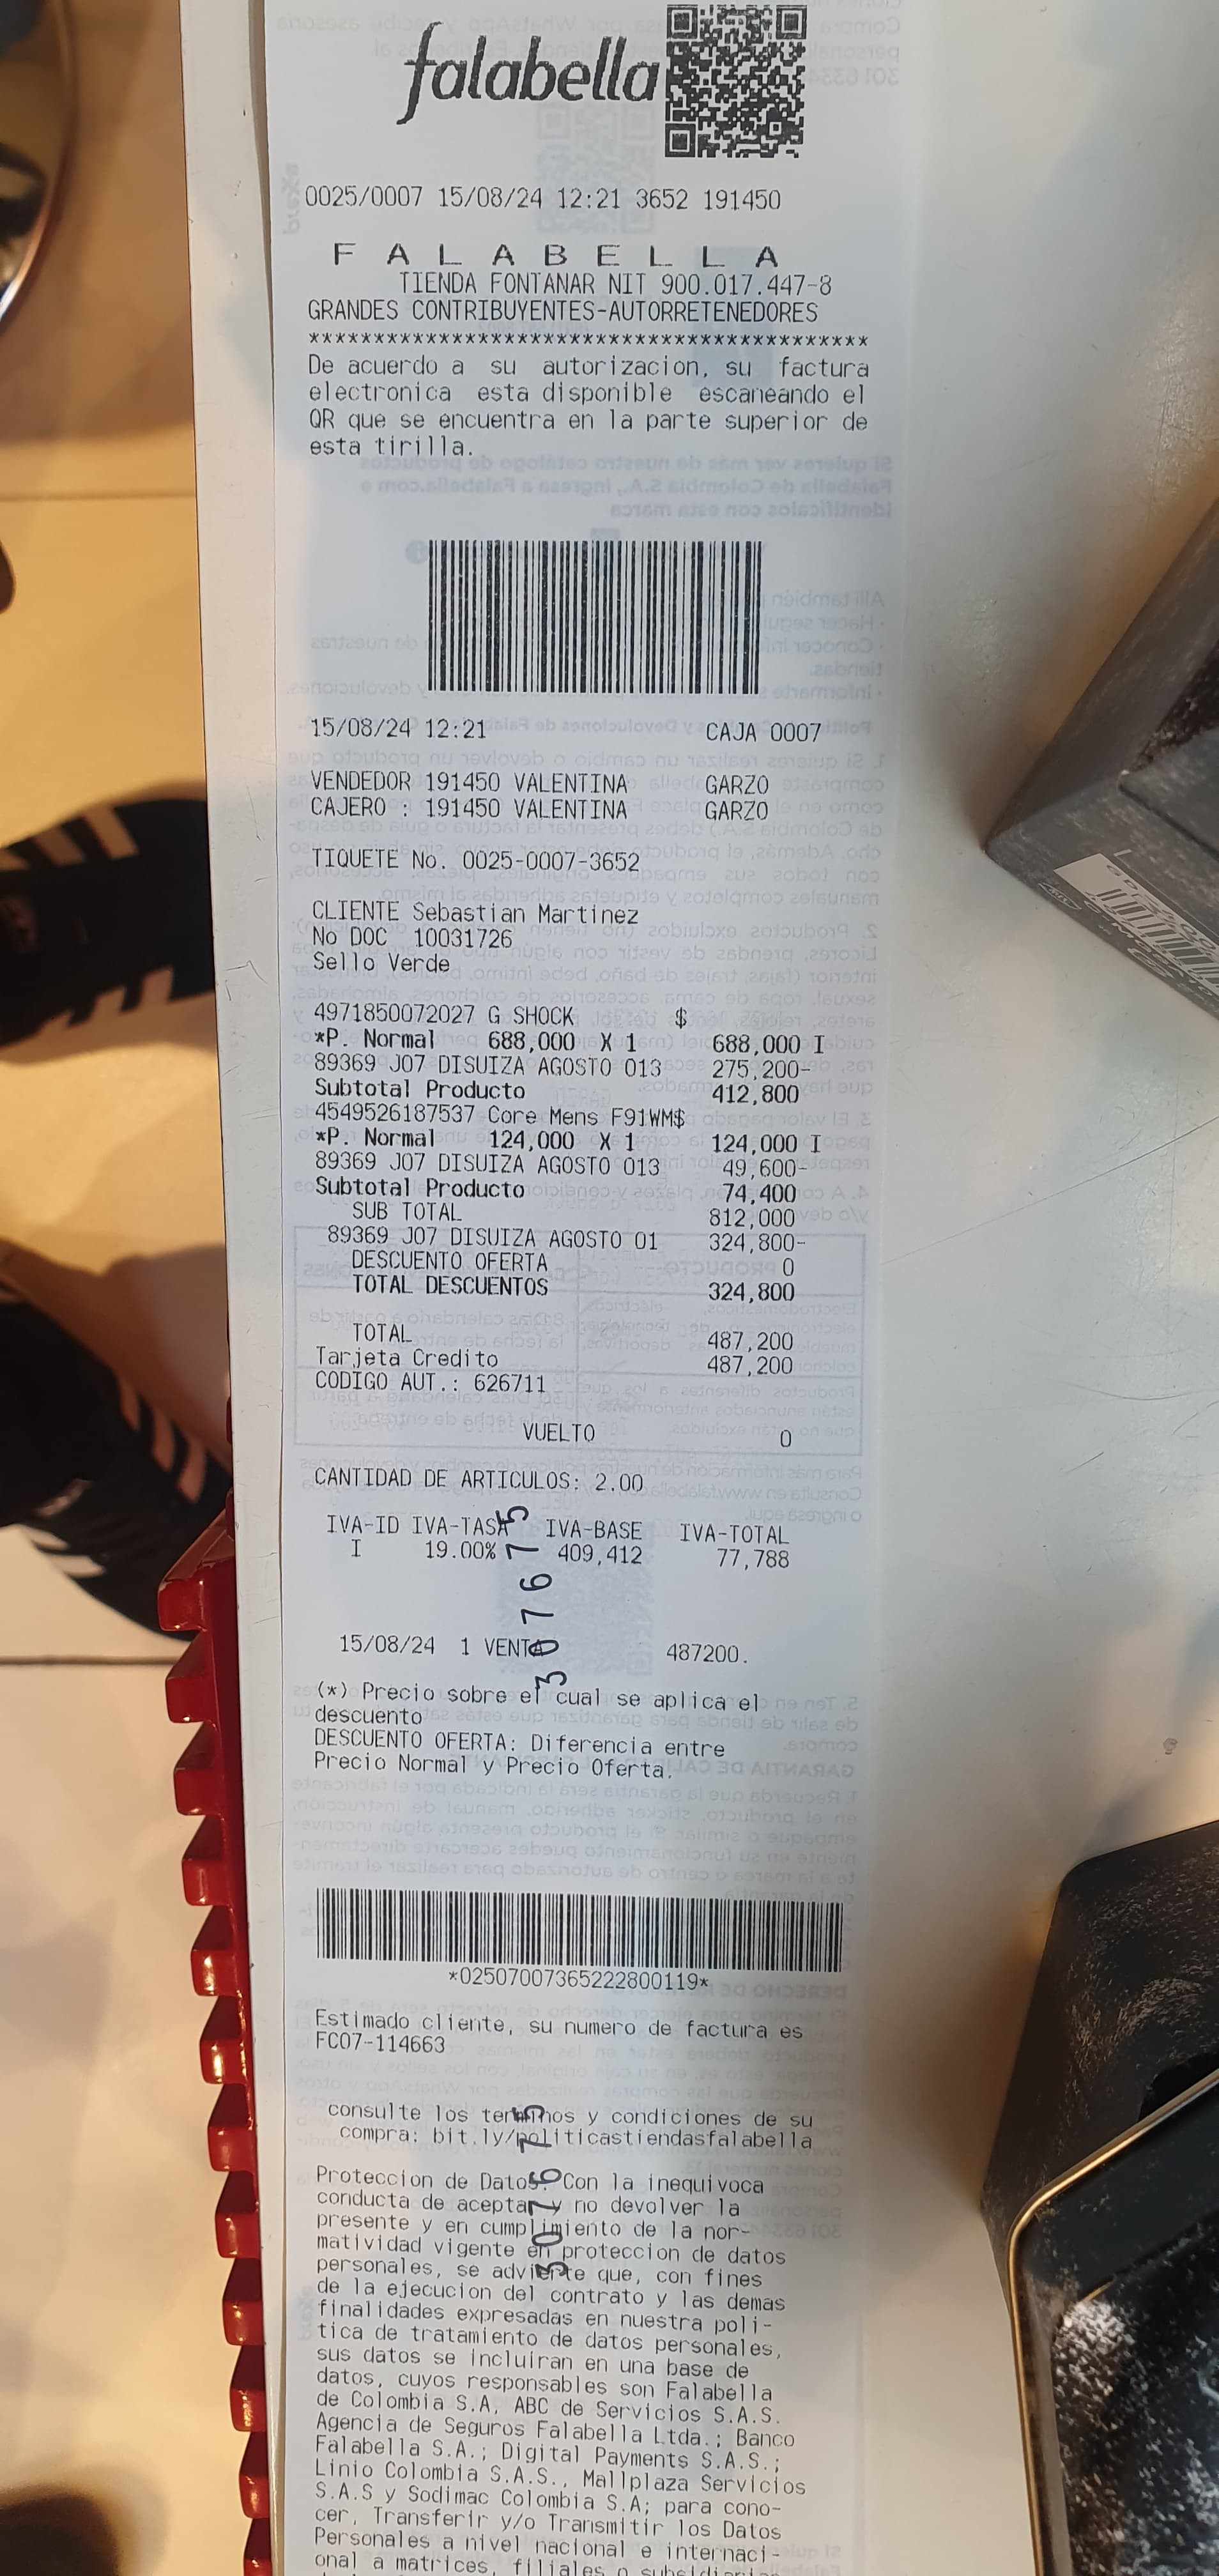 falabella
0025/0007 15/08/24 12:21 3652 191450
F A L A B E L L A
TIENDA FONTANAR NIT 900.017.447-8
GRANDES CONTRIBUYENTES-AUTORRETENEDORES
*******************************************
De acuerdo a su autorizacion, su factura
electronica esta disponible escaneando el
QR que se encuentra en la parte superior de
esta tirilla.
15/08/24 12:21 CAJA 0007
VENDEDOR 191450 VALENTINA GARZO
CAJERO : 191450 VALENTINA GARZO
TIQUETE No. 0025-0007-3652
CLIENTE Sebastian Martinez
No DOC 10031726
Sello Verde
4971850072027 G SHOCK $
*P. Normal 688,000 X 1 688,000 I
89369 J07 DISUIZA AGOSTO 013 275,200-
Subtotal Producto 412,800
4549526187537 Core Mens F91WM$
*P. Normal 124,000 X 1 124,000 I
89369 J07 DISUIZA AGOSTO 013 49,600-
Subtotal Producto 74,400
SUB TOTAL 812,000
89369 J07 DISUIZA AGOSTO 01 324,800-
DESCUENTO OFERTA 0
TOTAL DESCUENTOS 324,800
TOTAL 487,200
Tarjeta Credito 487,200
CODIGO AUT.: 626711
VUELTO 0
CANTIDAD DE ARTICULOS: 2.00
IVA-ID IVA-TASA IVA-BASE IVA-TOTAL
I 19.00% 409,412 77,788
307675
15/08/24 1 VENTA 487200.
(*) Precio sobre el cual se aplica el
descuento
DESCUENTO OFERTA: Diferencia entre
Precio Normal y Precio Oferta.
*02507007365222800119*
Estimado cliente, su numero de factura es
FC07-114663
consulte los terminos y condiciones de su
compra: bit.ly/politicastiendasfalabella
307675
Proteccion de Datos: Con la inequivoca
conducta de aceptar y no devolver la
presente y en cumplimiento de la nor-
matividad vigente en proteccion de datos
personales, se advierte que, con fines
de la ejecucion del contrato y las demas
finalidades expresadas en nuestra poli-
tica de tratamiento de datos personales,
sus datos se incluiran en una base de
datos, cuyos responsables son Falabella
de Colombia S.A, ABC de Servicios S.A.S.
Agencia de Seguros Falabella Ltda.; Banco
Falabella S.A.; Digital Payments S.A.S.;
Linio Colombia S.A.S., Mallplaza Servicios
S.A.S y Sodimac Colombia S.A; para cono-
cer, Transferir y/o Transmitir los Datos
Personales a nivel nacional e internaci-
onal a matrices, filiales o